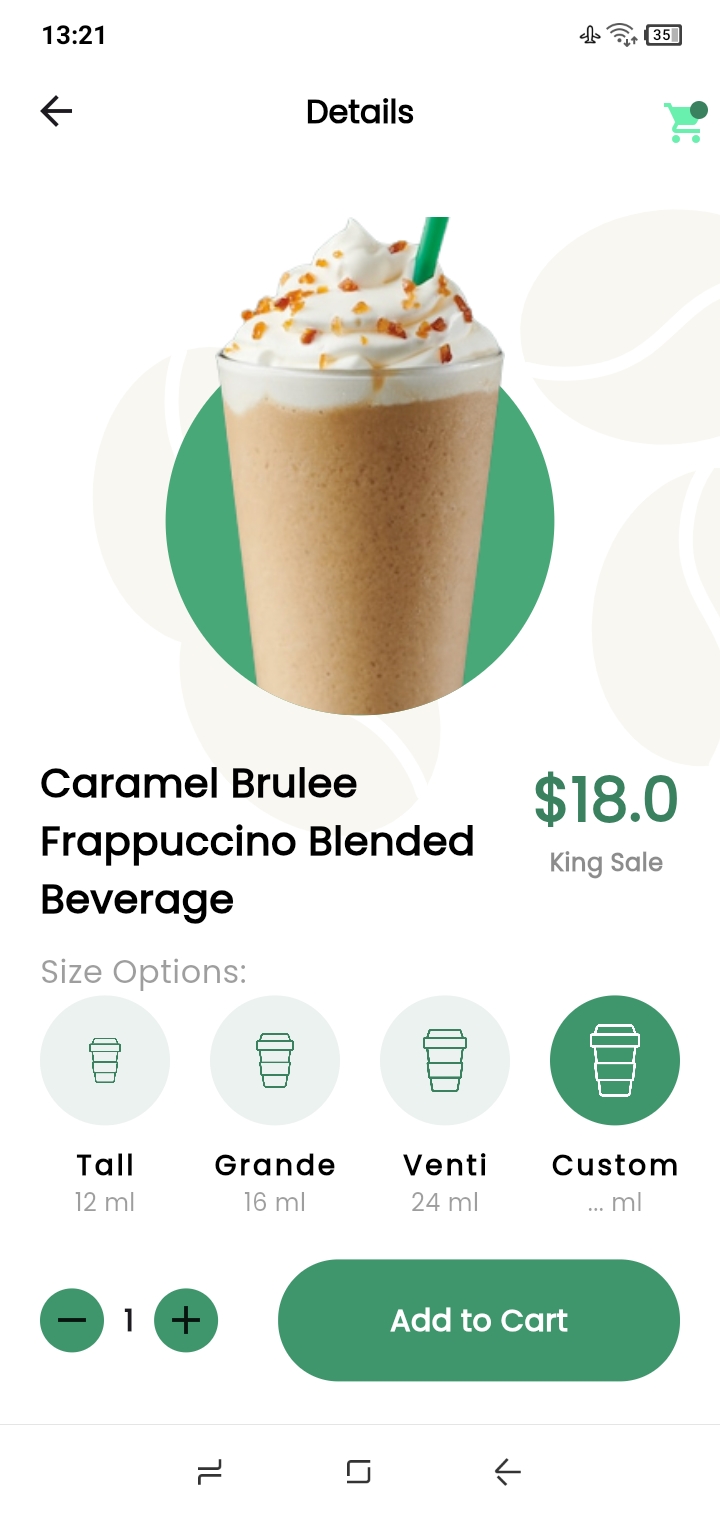 13:21
35
Details
Caramel Brulee
Frappuccino Blended
Beverage
$18.0
King Sale
Size Options:
Tall
12 ml
Grande
16 ml
Venti
24 ml
Custom
... ml
1
Add to Cart